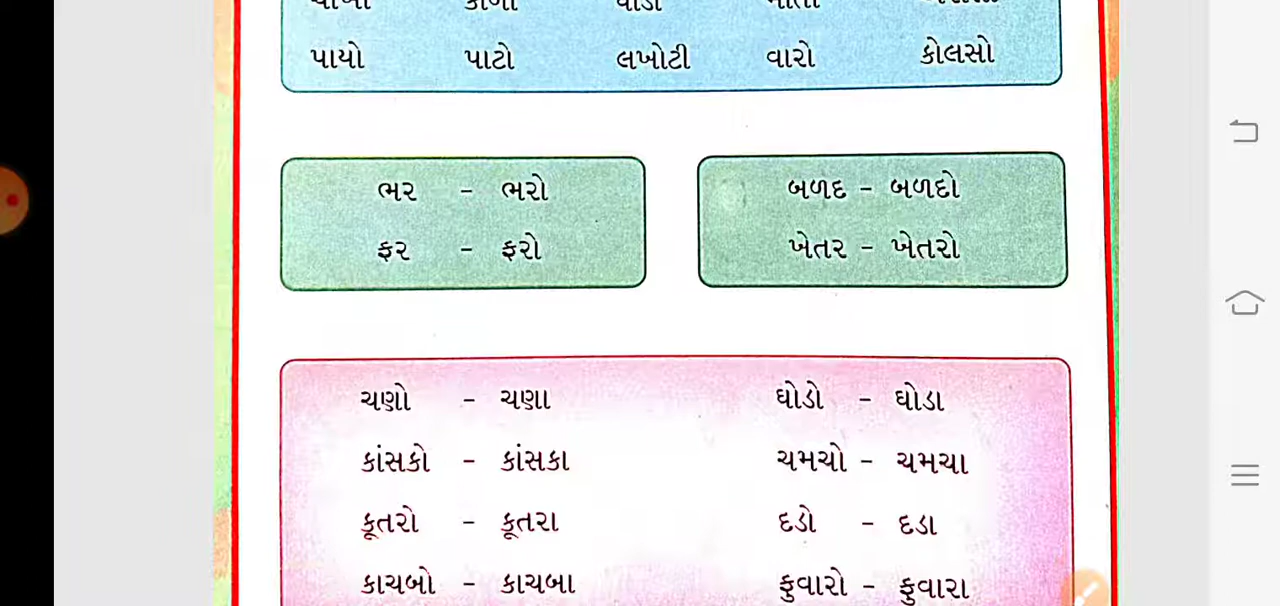 પાયો પાટો લખોટી વારો કોલસો
ભર - ભરો
ફર - ફરો
બળદ - બળદો
ખેતર - ખેતરો
ચણો - ચણા ઘોડો - ઘોડા
કાંસકો - કાંસકા ચમચો - ચમચા
કૂતરો - કૂતરા દડો - દડા
કાચબો - કાચબા ફુવારો - ફુવારા